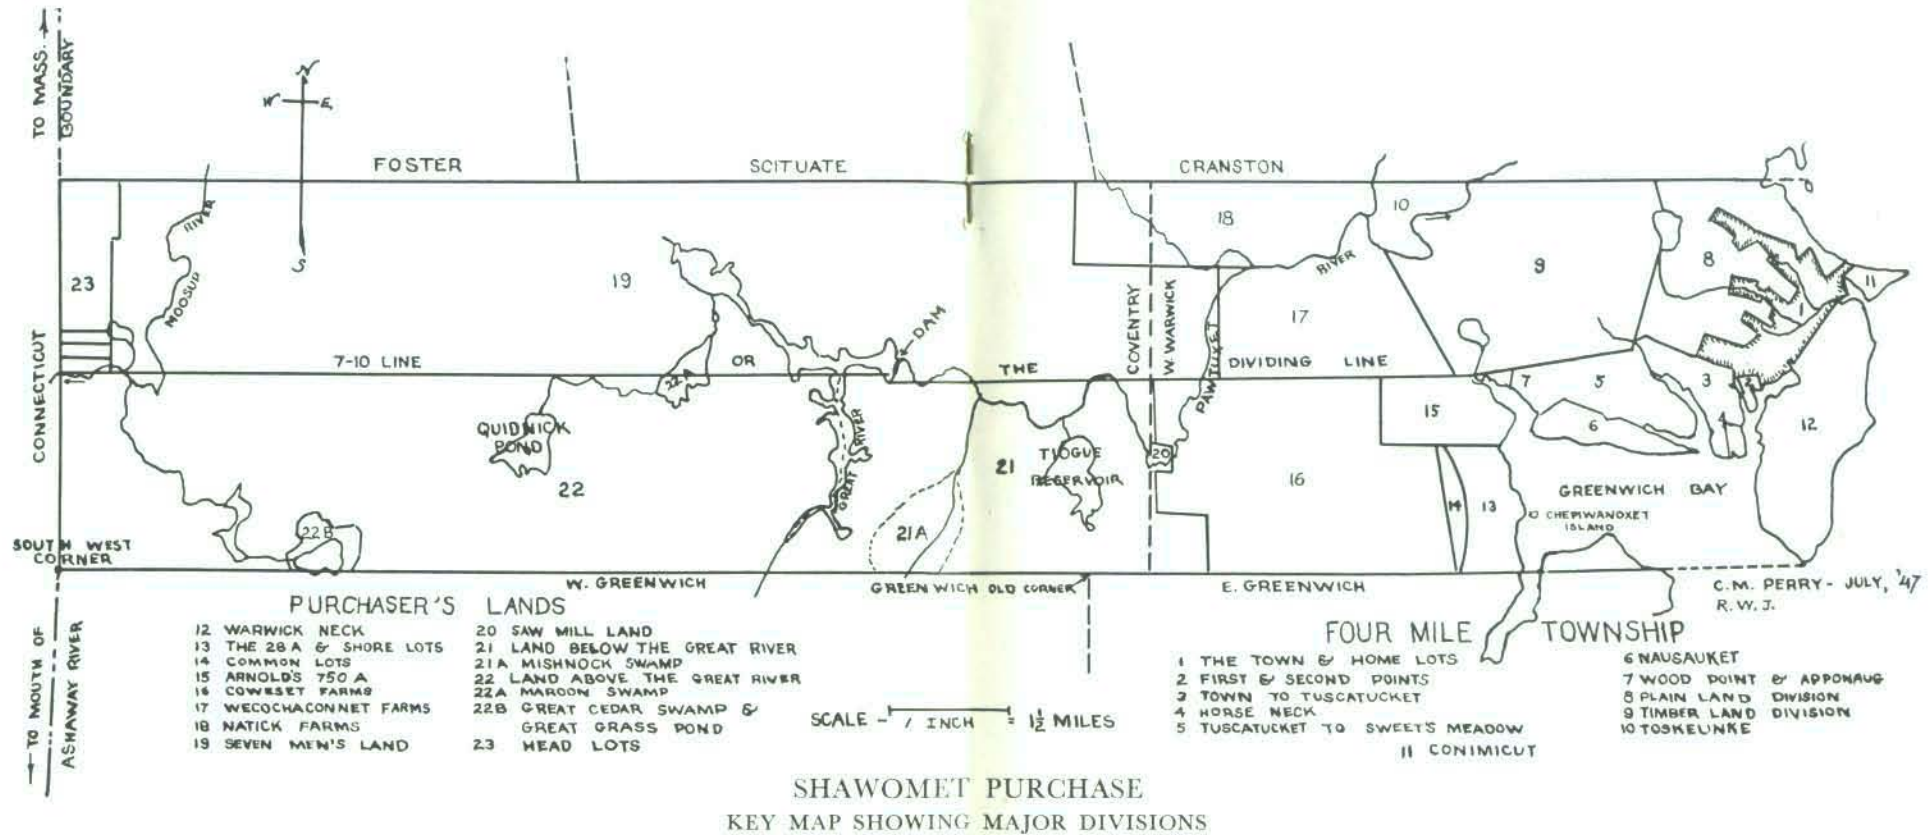 TO MASS.
BOUNDARY
N
W E
S
FOSTER
SCITUATE
CRANSTON
MOOSUP RIVER
23
19
18
10
9
8
11
1
CONNECTICUT
7-10 LINE
OR
THE
DIVIDING LINE
DAM
COVENTRY
W. WARWICK
PAWTUXET
RIVER
17
22A
QUIDNICK
POND
GREAT RIVER
22
21
TIOGUE
RESERVOIR
20
15
16
7
5
6
3
2
4
12
14
13
GREENWICH BAY
CHEPIWANOXET
ISLAND
21A
22B
SOUTH WEST
CORNER
W. GREENWICH
GREENWICH OLD CORNER
E. GREENWICH
C.M. PERRY - JULY, '47
R.W.J.
TO MOUTH OF
ASHAWAY RIVER
PURCHASER'S LANDS
12 WARWICK NECK
13 THE 28 A & SHORE LOTS
14 COMMON LOTS
15 ARNOLD'S 750 A
16 COWESET FARMS
17 WECOCHACONNET FARMS
18 NATICK FARMS
19 SEVEN MEN'S LAND
20 SAW MILL LAND
21 LAND BELOW THE GREAT RIVER
21A MISHNOCK SWAMP
22 LAND ABOVE THE GREAT RIVER
22A MAROON SWAMP
22B GREAT CEDAR SWAMP &
GREAT GRASS POND
23 HEAD LOTS
SCALE - 1 INCH = 1½ MILES
FOUR MILE TOWNSHIP
1 THE TOWN & HOME LOTS
2 FIRST & SECOND POINTS
3 TOWN TO TUSCATUCKET
4 HORSE NECK
5 TUSCATUCKET TO SWEET'S MEADOW
6 NAUSAUKET
7 WOOD POINT & APPONAUG
8 PLAIN LAND DIVISION
9 TIMBER LAND DIVISION
10 TOSKEUNKE
11 CONIMICUT
SHAWOMET PURCHASE
KEY MAP SHOWING MAJOR DIVISIONS